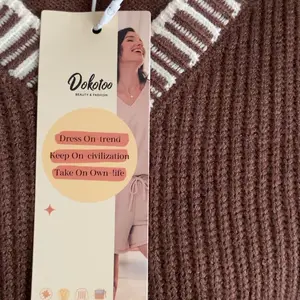 Dokotoo
BEAUTY & FASHION
Dress On-trend
Keep On-civilization
Take On Own-life